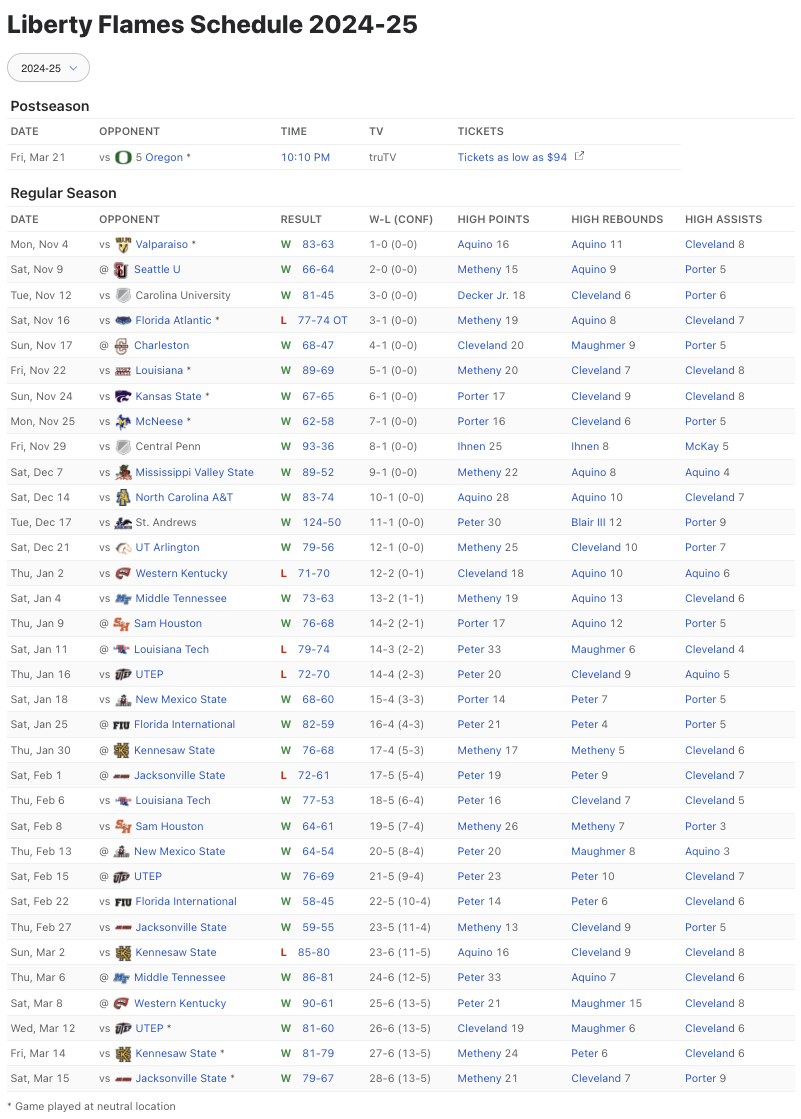 Liberty Flames Schedule 2024-25
2024-25
Postseason
DATE OPPONENT TIME TV TICKETS
Fri, Mar 21 vs 5 Oregon * 10:10 PM truTV Tickets as low as $94
Regular Season
DATE OPPONENT RESULT W-L (CONF) HIGH POINTS HIGH REBOUNDS HIGH ASSISTS
Mon, Nov 4 vs Valparaiso * W 83-63 1-0 (0-0) Aquino 16 Aquino 11 Cleveland 8
Sat, Nov 9 @ Seattle U W 66-64 2-0 (0-0) Metheny 15 Aquino 9 Porter 5
Tue, Nov 12 vs Carolina University W 81-45 3-0 (0-0) Decker Jr. 18 Cleveland 6 Porter 6
Sat, Nov 16 vs Florida Atlantic * L 77-74 OT 3-1 (0-0) Metheny 19 Aquino 8 Cleveland 7
Sun, Nov 17 @ Charleston W 68-47 4-1 (0-0) Cleveland 20 Maughmer 9 Porter 5
Fri, Nov 22 vs Louisiana * W 89-69 5-1 (0-0) Metheny 20 Cleveland 7 Cleveland 8
Sun, Nov 24 vs Kansas State * W 67-65 6-1 (0-0) Porter 17 Cleveland 9 Cleveland 8
Mon, Nov 25 vs McNeese * W 62-58 7-1 (0-0) Porter 16 Cleveland 6 Porter 5
Fri, Nov 29 vs Central Penn W 93-36 8-1 (0-0) Ihnen 25 Ihnen 8 McKay 5
Sat, Dec 7 vs Mississippi Valley State W 89-52 9-1 (0-0) Metheny 22 Aquino 8 Aquino 4
Sat, Dec 14 vs North Carolina A&T W 83-74 10-1 (0-0) Aquino 28 Aquino 10 Cleveland 7
Tue, Dec 17 vs St. Andrews W 124-50 11-1 (0-0) Peter 30 Blair III 12 Porter 9
Sat, Dec 21 vs UT Arlington W 79-56 12-1 (0-0) Metheny 25 Cleveland 10 Porter 7
Thu, Jan 2 vs Western Kentucky L 71-70 12-2 (0-1) Cleveland 18 Aquino 10 Aquino 6
Sat, Jan 4 vs Middle Tennessee W 73-63 13-2 (1-1) Metheny 19 Aquino 13 Cleveland 6
Thu, Jan 9 @ Sam Houston W 76-68 14-2 (2-1) Porter 17 Aquino 12 Porter 5
Sat, Jan 11 @ Louisiana Tech L 79-74 14-3 (2-2) Peter 33 Maughmer 6 Cleveland 4
Thu, Jan 16 vs UTEP L 72-70 14-4 (2-3) Peter 20 Cleveland 9 Aquino 5
Sat, Jan 18 vs New Mexico State W 68-60 15-4 (3-3) Porter 14 Peter 7 Porter 5
Sat, Jan 25 @ FIU Florida International W 82-59 16-4 (4-3) Peter 21 Peter 4 Porter 5
Thu, Jan 30 @ Kennesaw State W 76-68 17-4 (5-3) Metheny 17 Metheny 5 Cleveland 6
Sat, Feb 1 @ Jacksonville State L 72-61 17-5 (5-4) Peter 19 Peter 9 Cleveland 7
Thu, Feb 6 vs Louisiana Tech W 77-53 18-5 (6-4) Peter 16 Cleveland 7 Cleveland 5
Sat, Feb 8 vs Sam Houston W 64-61 19-5 (7-4) Metheny 26 Metheny 7 Porter 3
Thu, Feb 13 @ New Mexico State W 64-54 20-5 (8-4) Peter 20 Maughmer 8 Aquino 3
Sat, Feb 15 @ UTEP W 76-69 21-5 (9-4) Peter 23 Peter 10 Cleveland 7
Sat, Feb 22 vs FIU Florida International W 58-45 22-5 (10-4) Peter 14 Peter 6 Cleveland 6
Thu, Feb 27 vs Jacksonville State W 59-55 23-5 (11-4) Metheny 13 Cleveland 9 Porter 5
Sun, Mar 2 vs Kennesaw State L 85-80 23-6 (11-5) Aquino 16 Cleveland 9 Cleveland 8
Thu, Mar 6 @ Middle Tennessee W 86-81 24-6 (12-5) Peter 33 Aquino 7 Cleveland 6
Sat, Mar 8 @ Western Kentucky W 90-61 25-6 (13-5) Peter 21 Maughmer 15 Cleveland 8
Wed, Mar 12 vs UTEP * W 81-60 26-6 (13-5) Cleveland 19 Maughmer 6 Cleveland 6
Fri, Mar 14 vs Kennesaw State * W 81-79 27-6 (13-5) Metheny 24 Peter 6 Cleveland 6
Sat, Mar 15 vs Jacksonville State * W 79-67 28-6 (13-5) Metheny 21 Cleveland 7 Porter 9
* Game played at neutral location